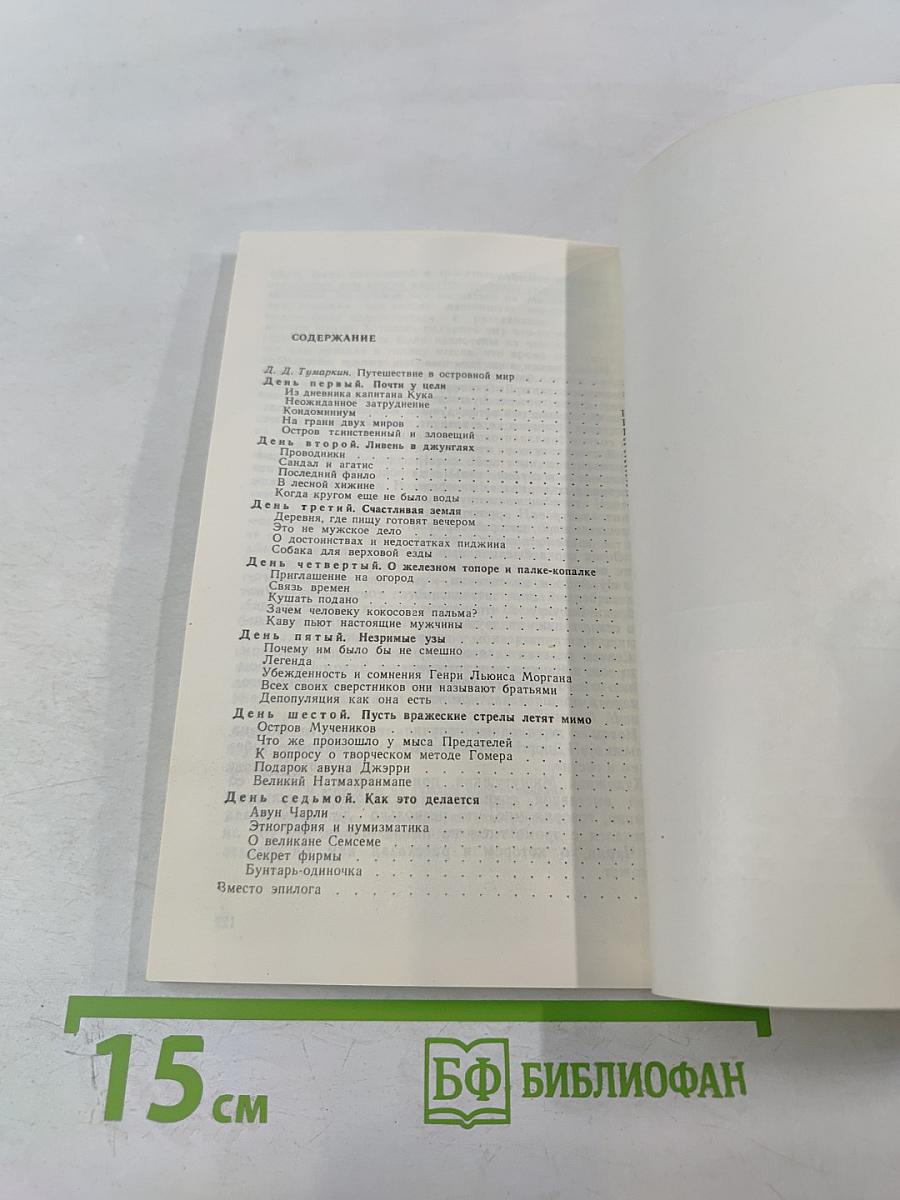 СОДЕРЖАНИЕ
Д. Д. Тумаркин. Путешествие в островной мир
День первый. Почти у цели
Из дневника капитана Кука
Неожиданное затруднение
Кондоминиум
На грани двух миров
Остров таинственный и зловещий
День второй. Ливень в джунглях
Проводники
Сандал и агатис
Последний фанло
В лесной хижине
Когда кругом еще не было воды
День третий. Счастливая земля
Деревня, где пищу готовят вечером
Это не мужское дело
О достоинствах и недостатках пиджина
Собака для верховой езды
День четвертый. О железном топоре и палке-копалке
Приглашение на огород
Связь времен
Кушать подано
Зачем человеку кокосовая пальма?
Каву пьют настоящие мужчины
День пятый. Незримые узы
Почему им было бы не смешно
Легенда
Убежденность и сомнения Генри Льюиса Моргана
Всех своих сверстников они называют братьями
Депопуляция как она есть
День шестой. Пусть вражеские стрелы летят мимо
Остров Мучеников
Что же произошло у мыса Предателей
К вопросу о творческом методе Гомера
Подарок авуна Джэрри
Великий Натмахранмапе
День седьмой. Как это делается
Авун Чарли
Этнография и нумизматика
О великане Семсеме
Секрет фирмы
Бунтарь-одиночка
Вместо эпилога
15 см
БФ БИБЛИОФАН